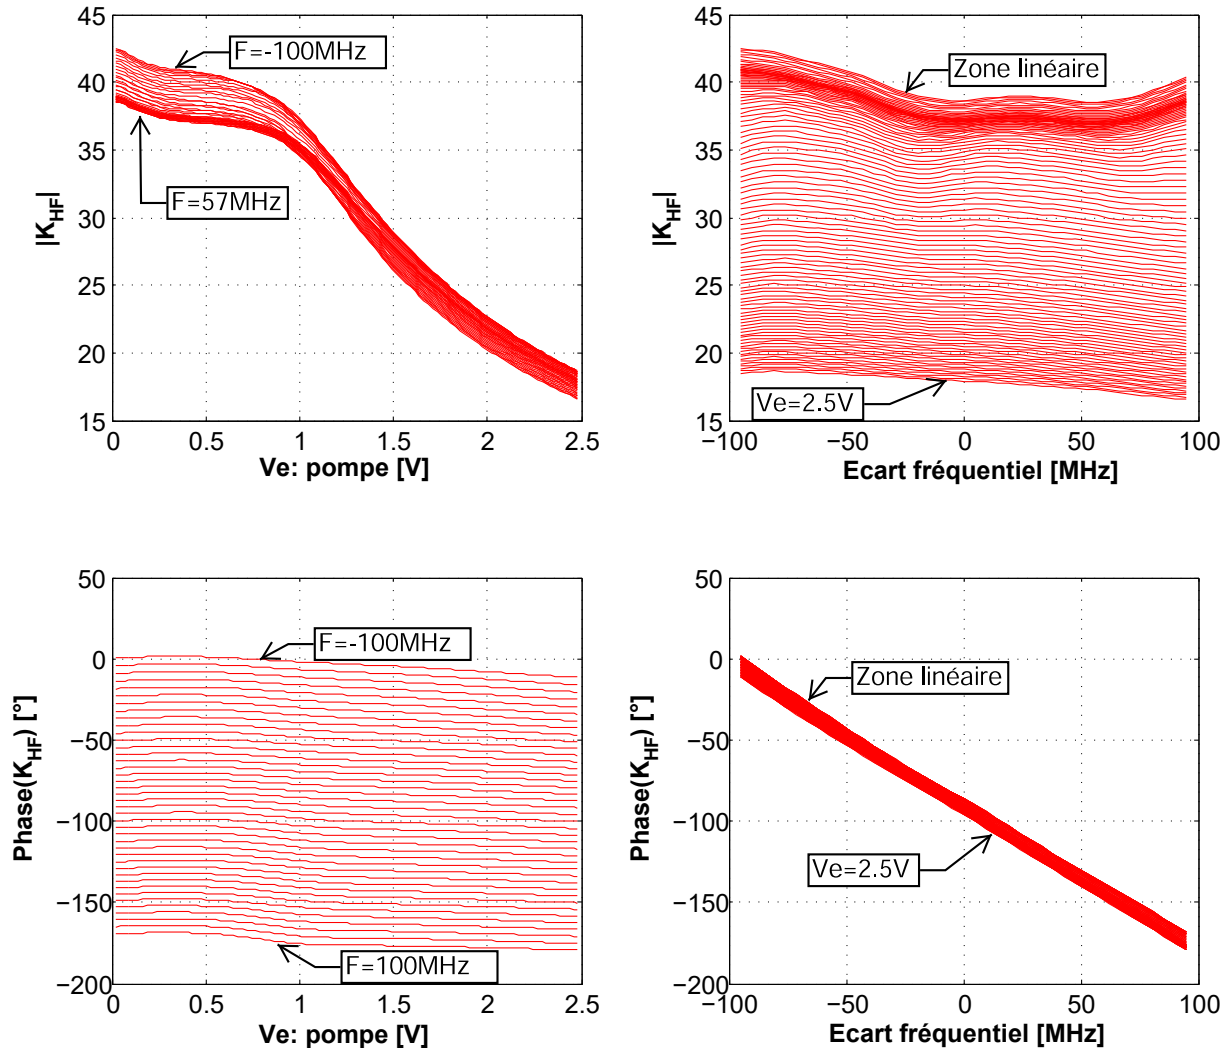 45
40
35
30
25
20
15
|K_HF|
F=-100MHz
F=57MHz
0 0.5 1 1.5 2 2.5
Ve: pompe [V]
45
40
35
30
25
20
15
|K_HF|
Zone linéaire
Ve=2.5V
−100 −50 0 50 100
Ecart fréquentiel [MHz]
50
0
−50
−100
−150
−200
Phase(K_HF) [°]
F=-100MHz
F=100MHz
0 0.5 1 1.5 2 2.5
Ve: pompe [V]
50
0
−50
−100
−150
−200
Phase(K_HF) [°]
Zone linéaire
Ve=2.5V
−100 −50 0 50 100
Ecart fréquentiel [MHz]